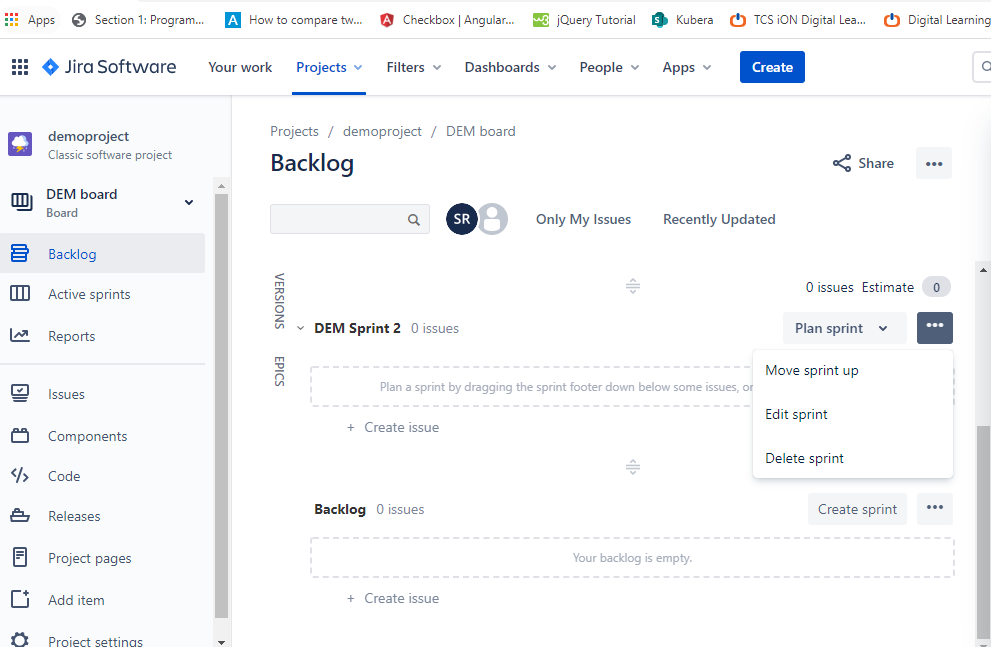 Apps Section 1: Program... How to compare tw... Checkbox | Angular... jQuery Tutorial Kubera TCS iON Digital Lea... Digital Learning
Jira Software Your work Projects Filters Dashboards People Apps Create
demoproject
Classic software project
DEM board
Board
Backlog
Active sprints
Reports
Issues
Components
Code
Releases
Project pages
Add item
Project settings
Projects / demoproject / DEM board
Backlog
Share
SR Only My Issues Recently Updated
VERSIONS
EPICS
0 issues Estimate 0
DEM Sprint 2 0 issues Plan sprint
Move sprint up
Edit sprint
Delete sprint
Plan a sprint by dragging the sprint footer down below some issues, or
+ Create issue
Backlog 0 issues Create sprint
Your backlog is empty.
+ Create issue